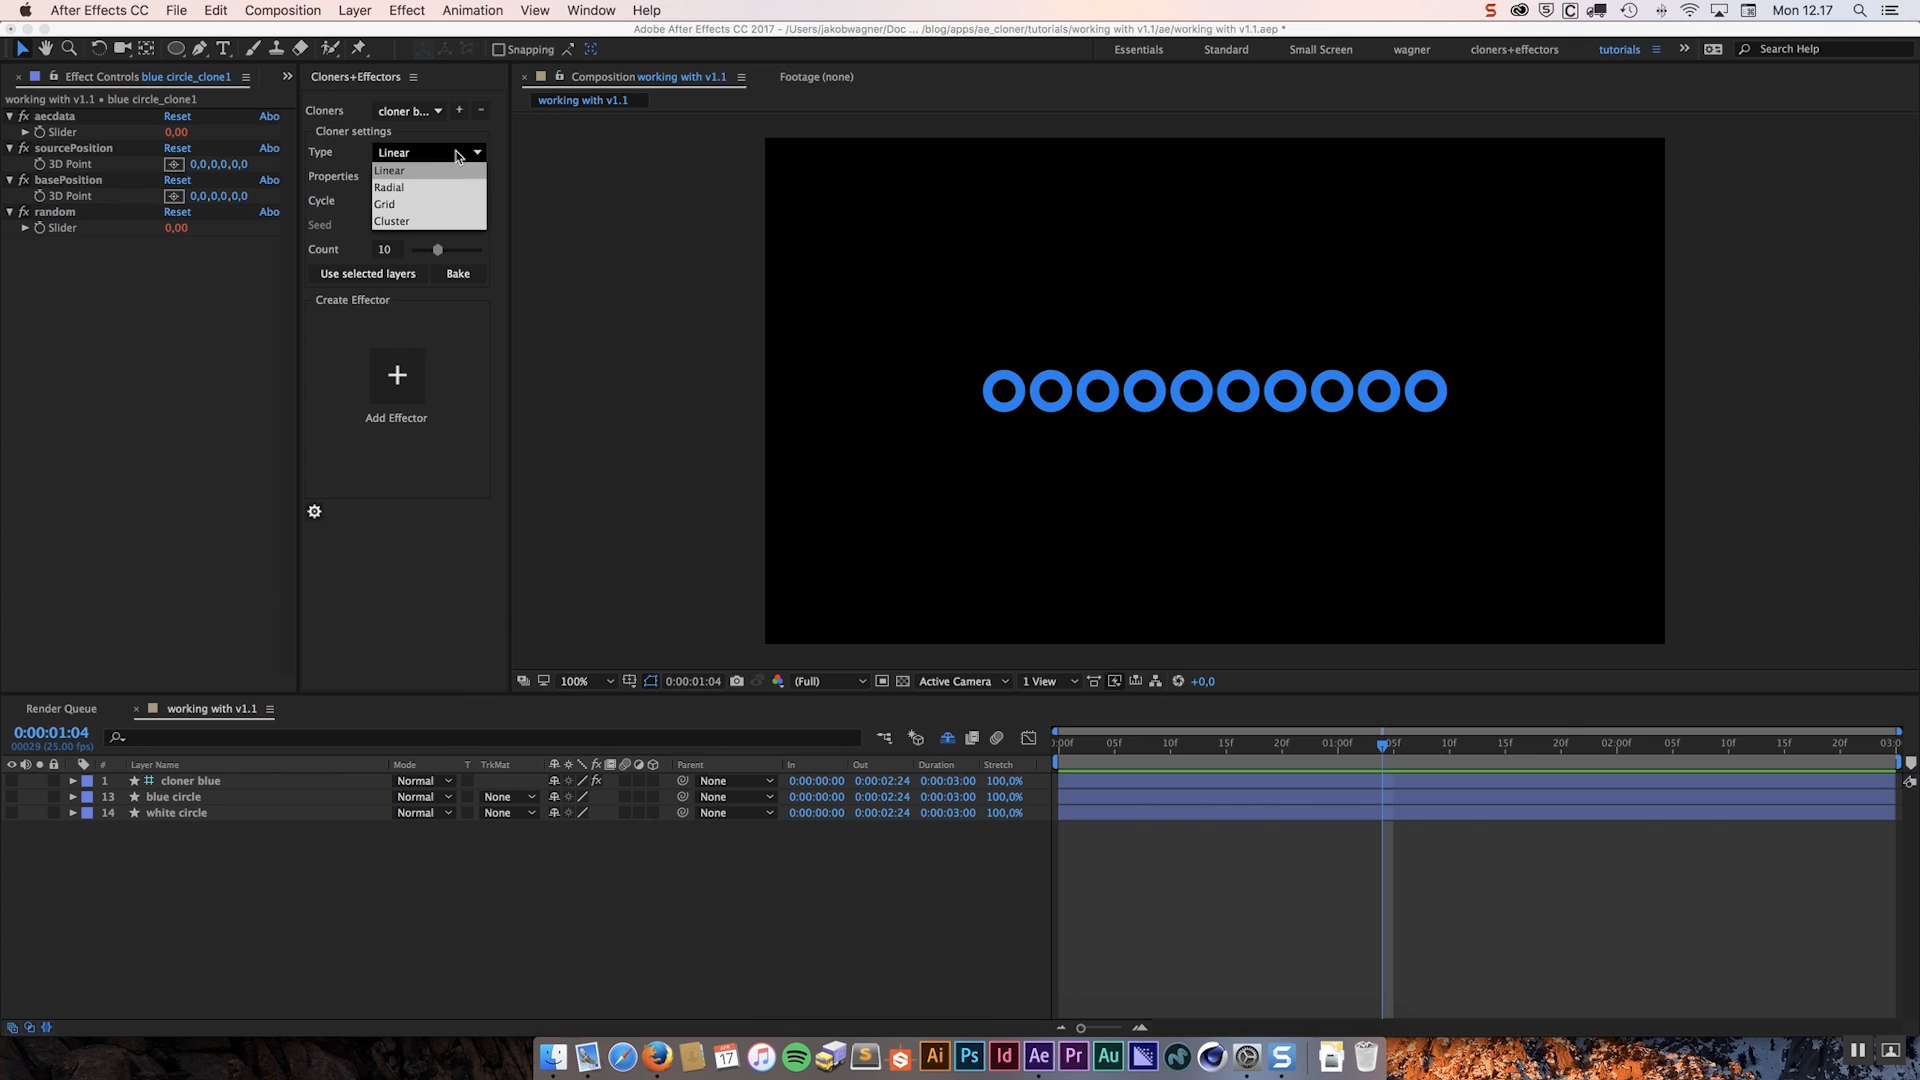 After Effects CC File Edit Composition Layer Effect Animation View Window Help Mon 12.17
Adobe After Effects CC 2017 - /Users/jakobwagner/Doc ... /blog/apps/ae_cloner/tutorials/working with v1.1/ae/working with v1.1.aep *
Snapping Essentials Standard Small Screen wagner cloners+effectors tutorials Search Help
Effect Controls blue circle_clone1
working with v1.1 • blue circle_clone1
fx aecdata Reset Abo
Slider 0,00
fx sourcePosition Reset Abo
3D Point 0,0,0,0,0,0
fx basePosition Reset Abo
3D Point 0,0,0,0,0,0
fx random Reset Abo
Slider 0,00
Cloners+Effectors
Cloners cloner b...  + -
Cloner settings
Type Linear
Linear
Radial
Grid
Cluster
Properties
Cycle
Seed
Count 10
Use selected layers Bake
Create Effector
+
Add Effector
Composition working with v1.1 Footage (none)
working with v1.1
100% 0:00:01:04 (Full) Active Camera 1 View +0,0
Render Queue working with v1.1
0:00:01:04
00029 (25.00 fps)
# Layer Name Mode T TrkMat Parent In Out Duration Stretch
1 cloner blue Normal None 0:00:00:00 0:00:02:24 0:00:03:00 100,0%
13 blue circle Normal None None 0:00:00:00 0:00:02:24 0:00:03:00 100,0%
14 white circle Normal None None 0:00:00:00 0:00:02:24 0:00:03:00 100,0%
):00f 05f 10f 15f 20f 01:00f 05f 10f 15f 20f 02:00f 05f 10f 15f 20f 03:0
APR 17 Ai Ps Id Ae Pr Au